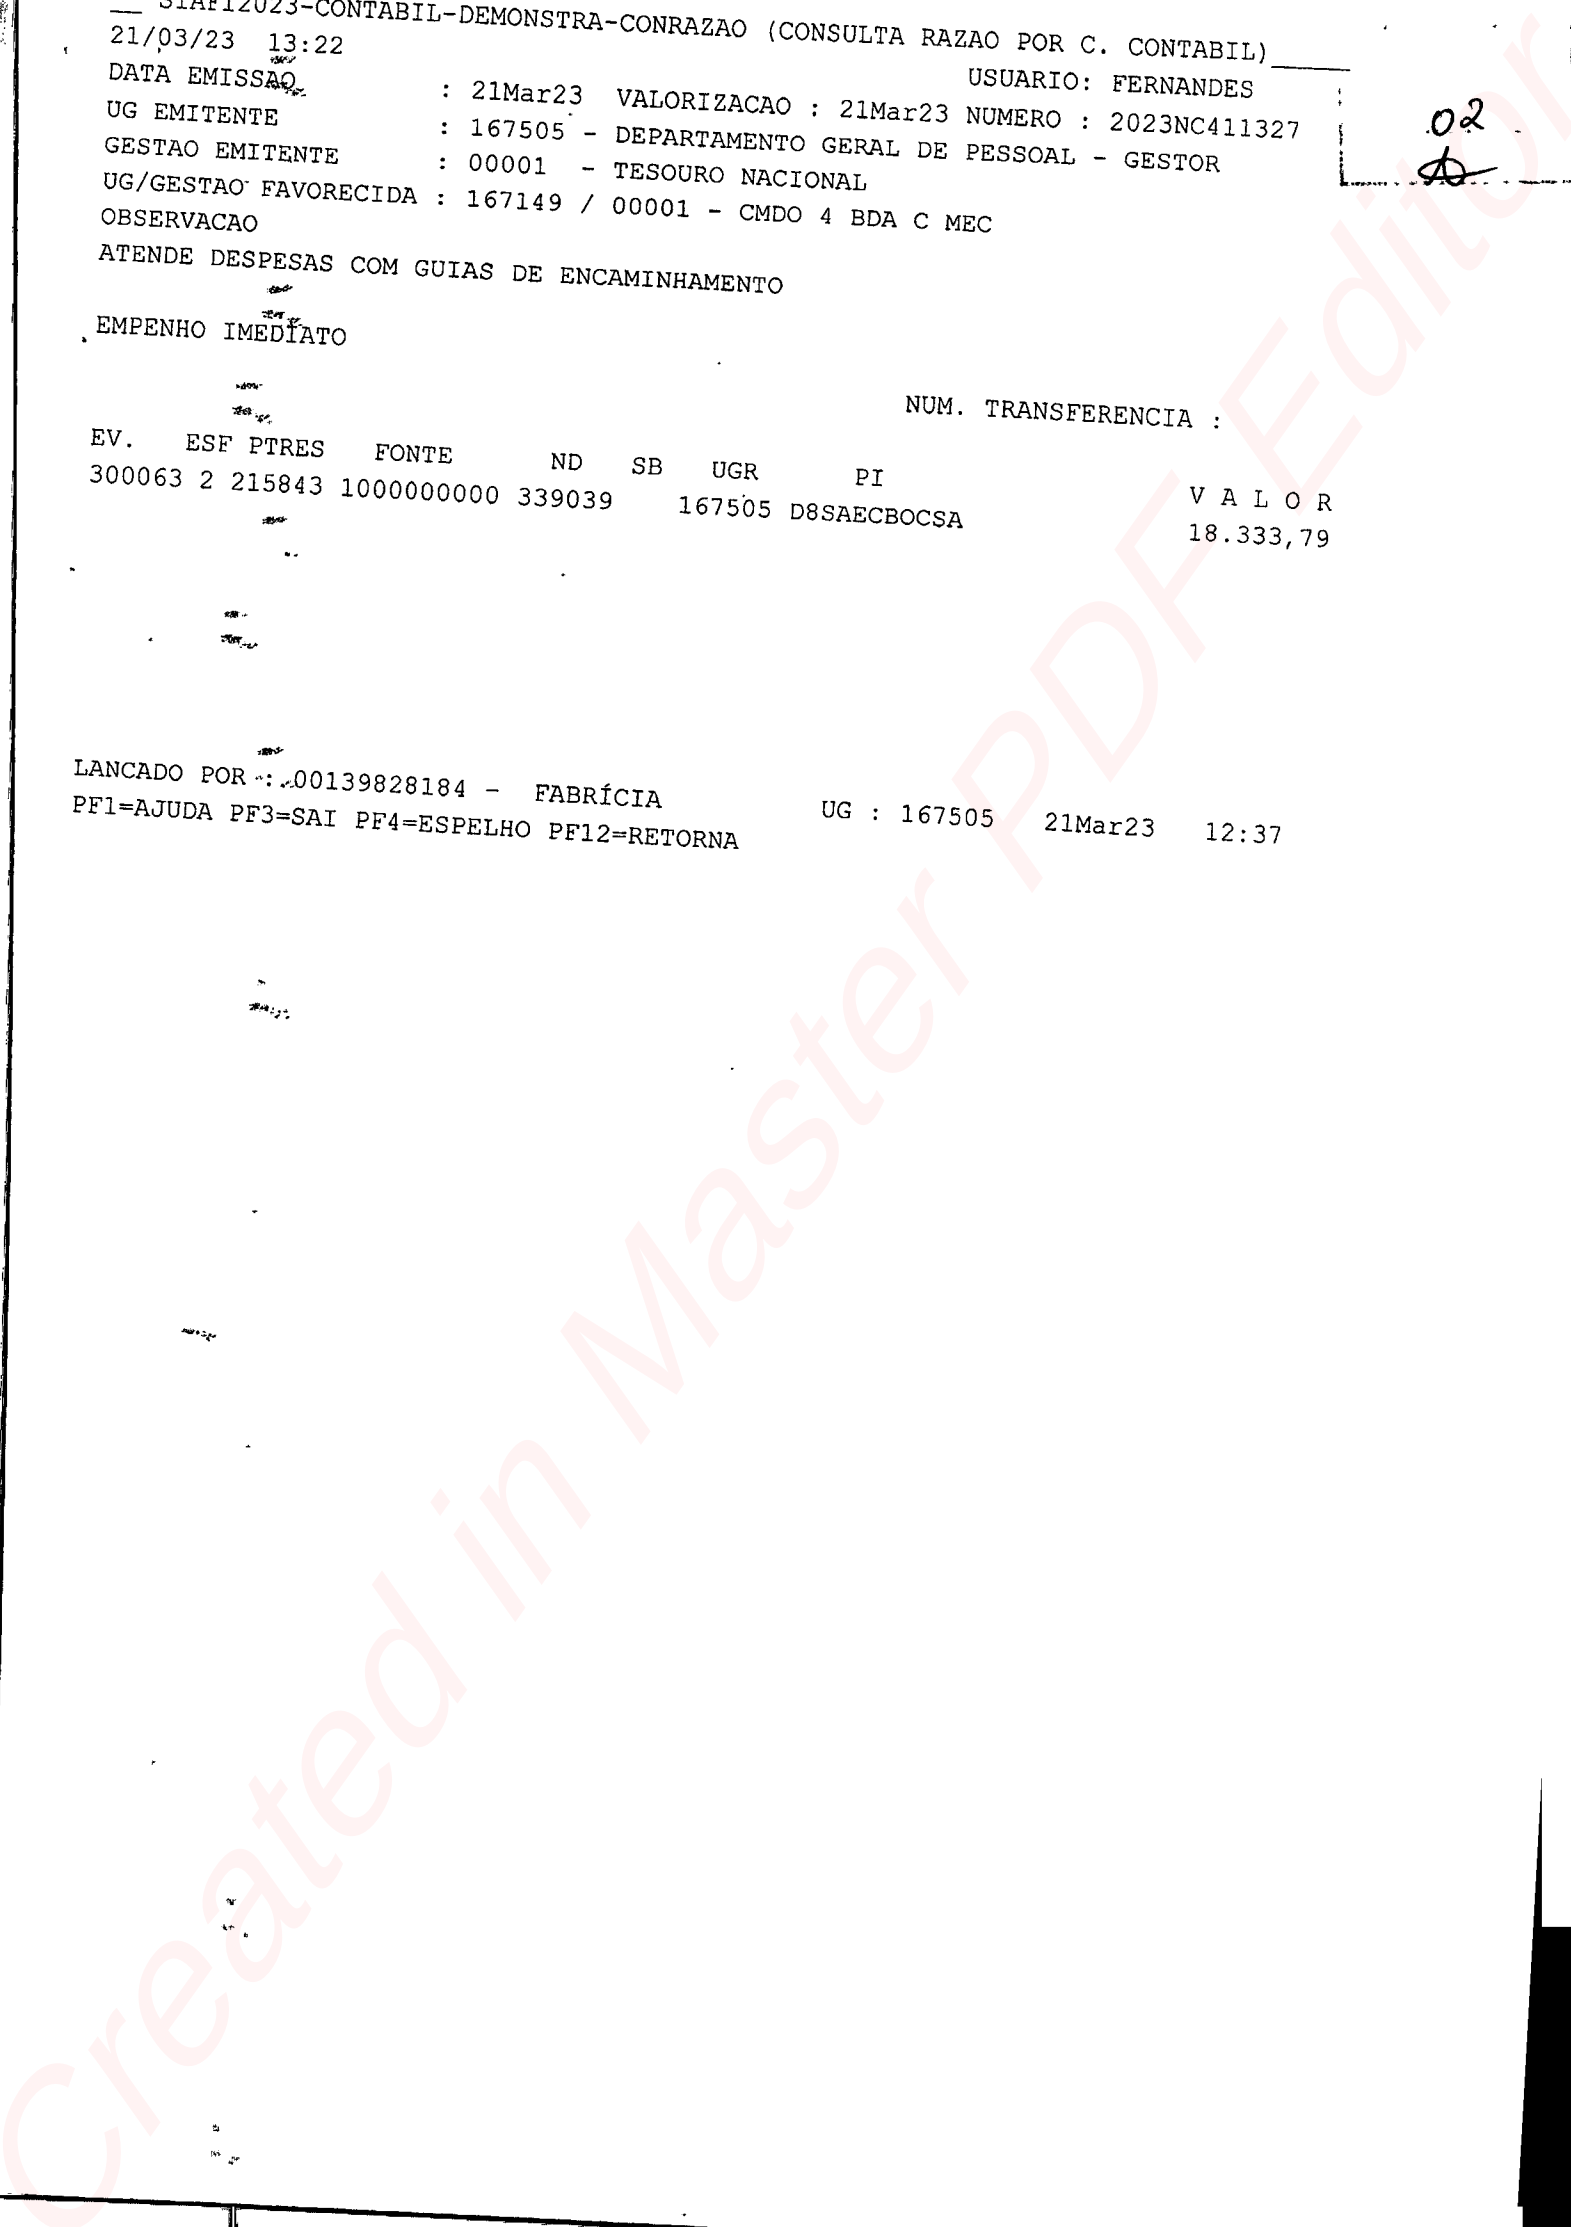 __ SIAFI2023-CONTABIL-DEMONSTRA-CONRAZAO (CONSULTA RAZAO POR C. CONTABIL)_____
21/03/23 13:22 USUARIO: FERNANDES
DATA EMISSAO : 21Mar23 VALORIZACAO : 21Mar23 NUMERO : 2023NC411327
UG EMITENTE : 167505 - DEPARTAMENTO GERAL DE PESSOAL - GESTOR
GESTAO EMITENTE : 00001 - TESOURO NACIONAL
UG/GESTAO FAVORECIDA : 167149 / 00001 - CMDO 4 BDA C MEC
OBSERVACAO
ATENDE DESPESAS COM GUIAS DE ENCAMINHAMENTO
EMPENHO IMEDIATO
NUM. TRANSFERENCIA :
EV. ESF PTRES FONTE ND SB UGR PI V A L O R
300063 2 215843 1000000000 339039 167505 D8SAECBOCSA 18.333,79
LANCADO POR : 00139828184 - FABRÍCIA UG : 167505 21Mar23 12:37
PF1=AJUDA PF3=SAI PF4=ESPELHO PF12=RETORNA
02
Created in Master PDF Editor